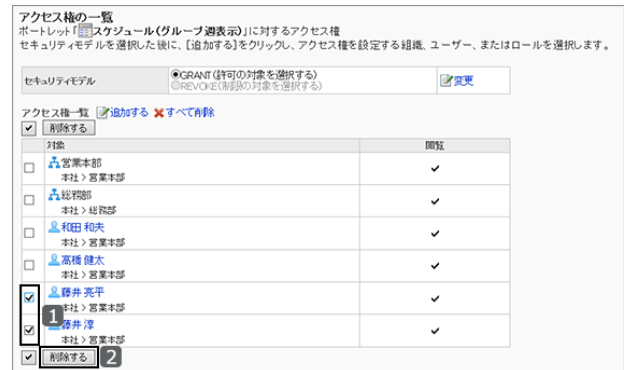 アクセス権の一覧
ポートレット「スケジュール(グループ週表示)」に対するアクセス権
セキュリティモデルを選択した後に、[追加する]をクリックし、アクセス権を設定する組織、ユーザー、またはロールを選択します。
セキュリティモデル
GRANT(許可の対象を選択する)
REVOKE(制限の対象を選択する)
変更
アクセス権一覧 追加する すべて削除
削除する
対象 閲覧
営業本部
本社 > 営業本部
総務部
本社 > 総務部
和田 和夫
本社 > 営業本部
高橋 健太
本社 > 営業本部
藤井 亮平
本社 > 営業本部
1
藤井 淳
本社 > 営業本部
削除する 2